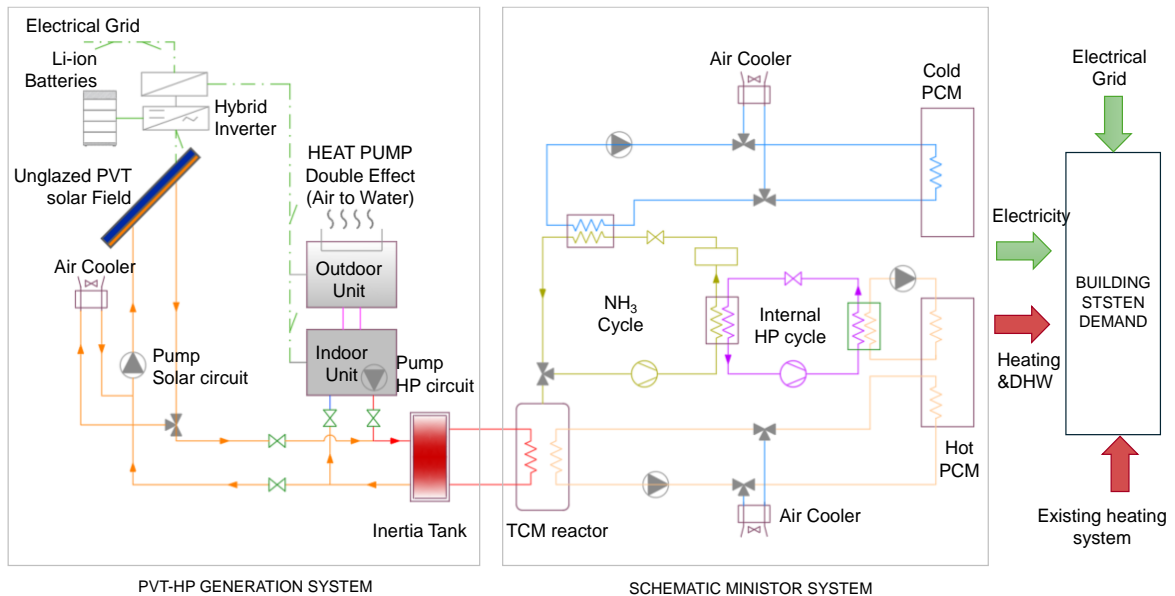 Electrical Grid
Li-ion
Batteries
Hybrid
Inverter
Unglazed PVT
solar Field
HEAT PUMP
Double Effect
(Air to Water)
Air Cooler
Outdoor
Unit
Indoor
Unit
Pump
Solar circuit
Pump
HP circuit
Inertia Tank
PVT-HP GENERATION SYSTEM
Air Cooler
Cold
PCM
NH3
Cycle
Internal
HP cycle
Hot
PCM
TCM reactor
Air Cooler
SCHEMATIC MINISTOR SYSTEM
Electrical
Grid
Electricity
BUILDING
STSTEN
DEMAND
Heating
&DHW
Existing heating
system